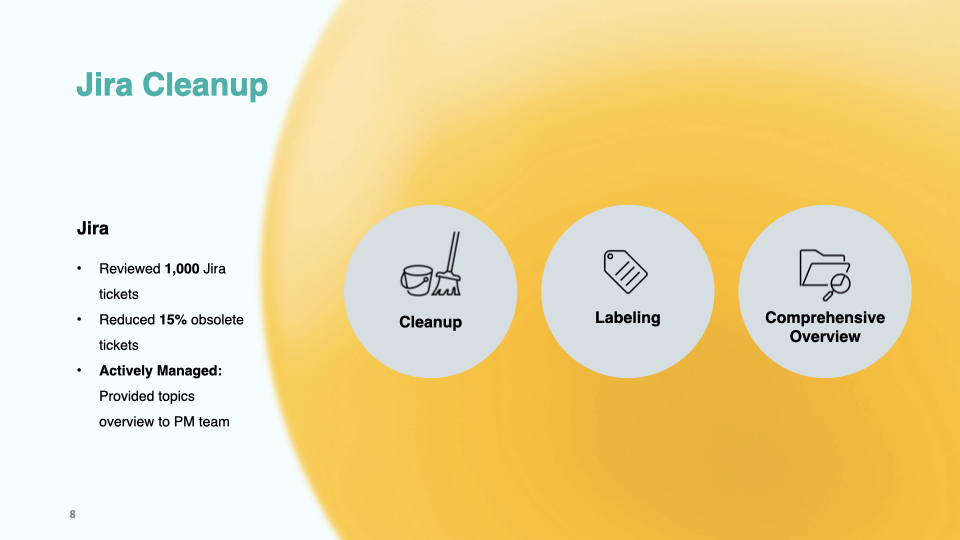 Jira Cleanup
Jira
• Reviewed 1,000 Jira
tickets
• Reduced 15% obsolete
tickets
• Actively Managed:
Provided topics
overview to PM team
Cleanup
Labeling
Comprehensive
Overview
8